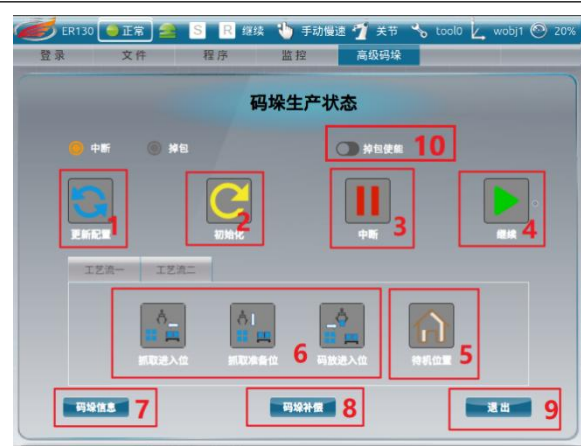 ER130 正常 S R 继续 手动慢速 关节 tool0 wobj1 20%
登录 文件 程序 监控 高级码垛
码垛生产状态
中断 掉包 掉包使能 10
更新配置 1 初始化 2 中断 3 继续 4
工艺流一 工艺流二
抓取进入位 抓取准备位 6 码放进入位 待机位置 5
码垛信息 7 码垛补偿 8 退出 9